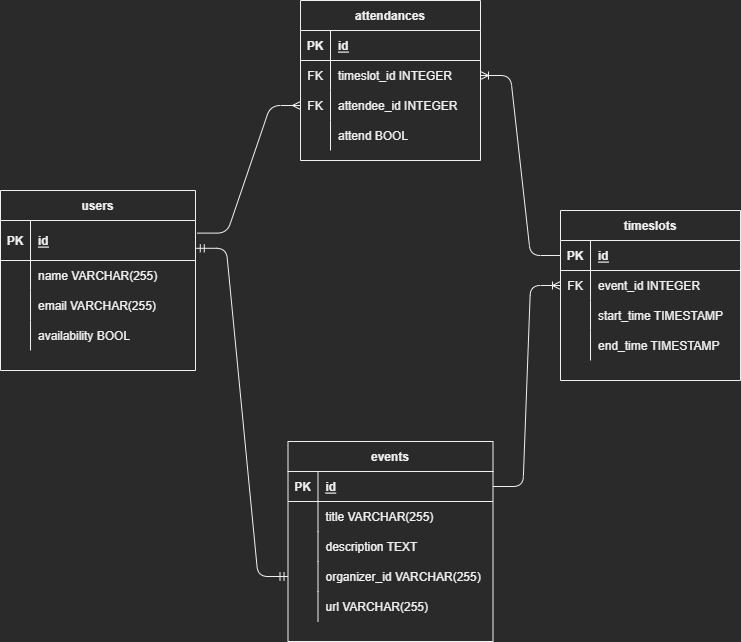 attendances
PK id
FK timeslot_id INTEGER
FK attendee_id INTEGER
attend BOOL
users
PK id
name VARCHAR(255)
email VARCHAR(255)
availability BOOL
timeslots
PK id
FK event_id INTEGER
start_time TIMESTAMP
end_time TIMESTAMP
events
PK id
title VARCHAR(255)
description TEXT
organizer_id VARCHAR(255)
url VARCHAR(255)